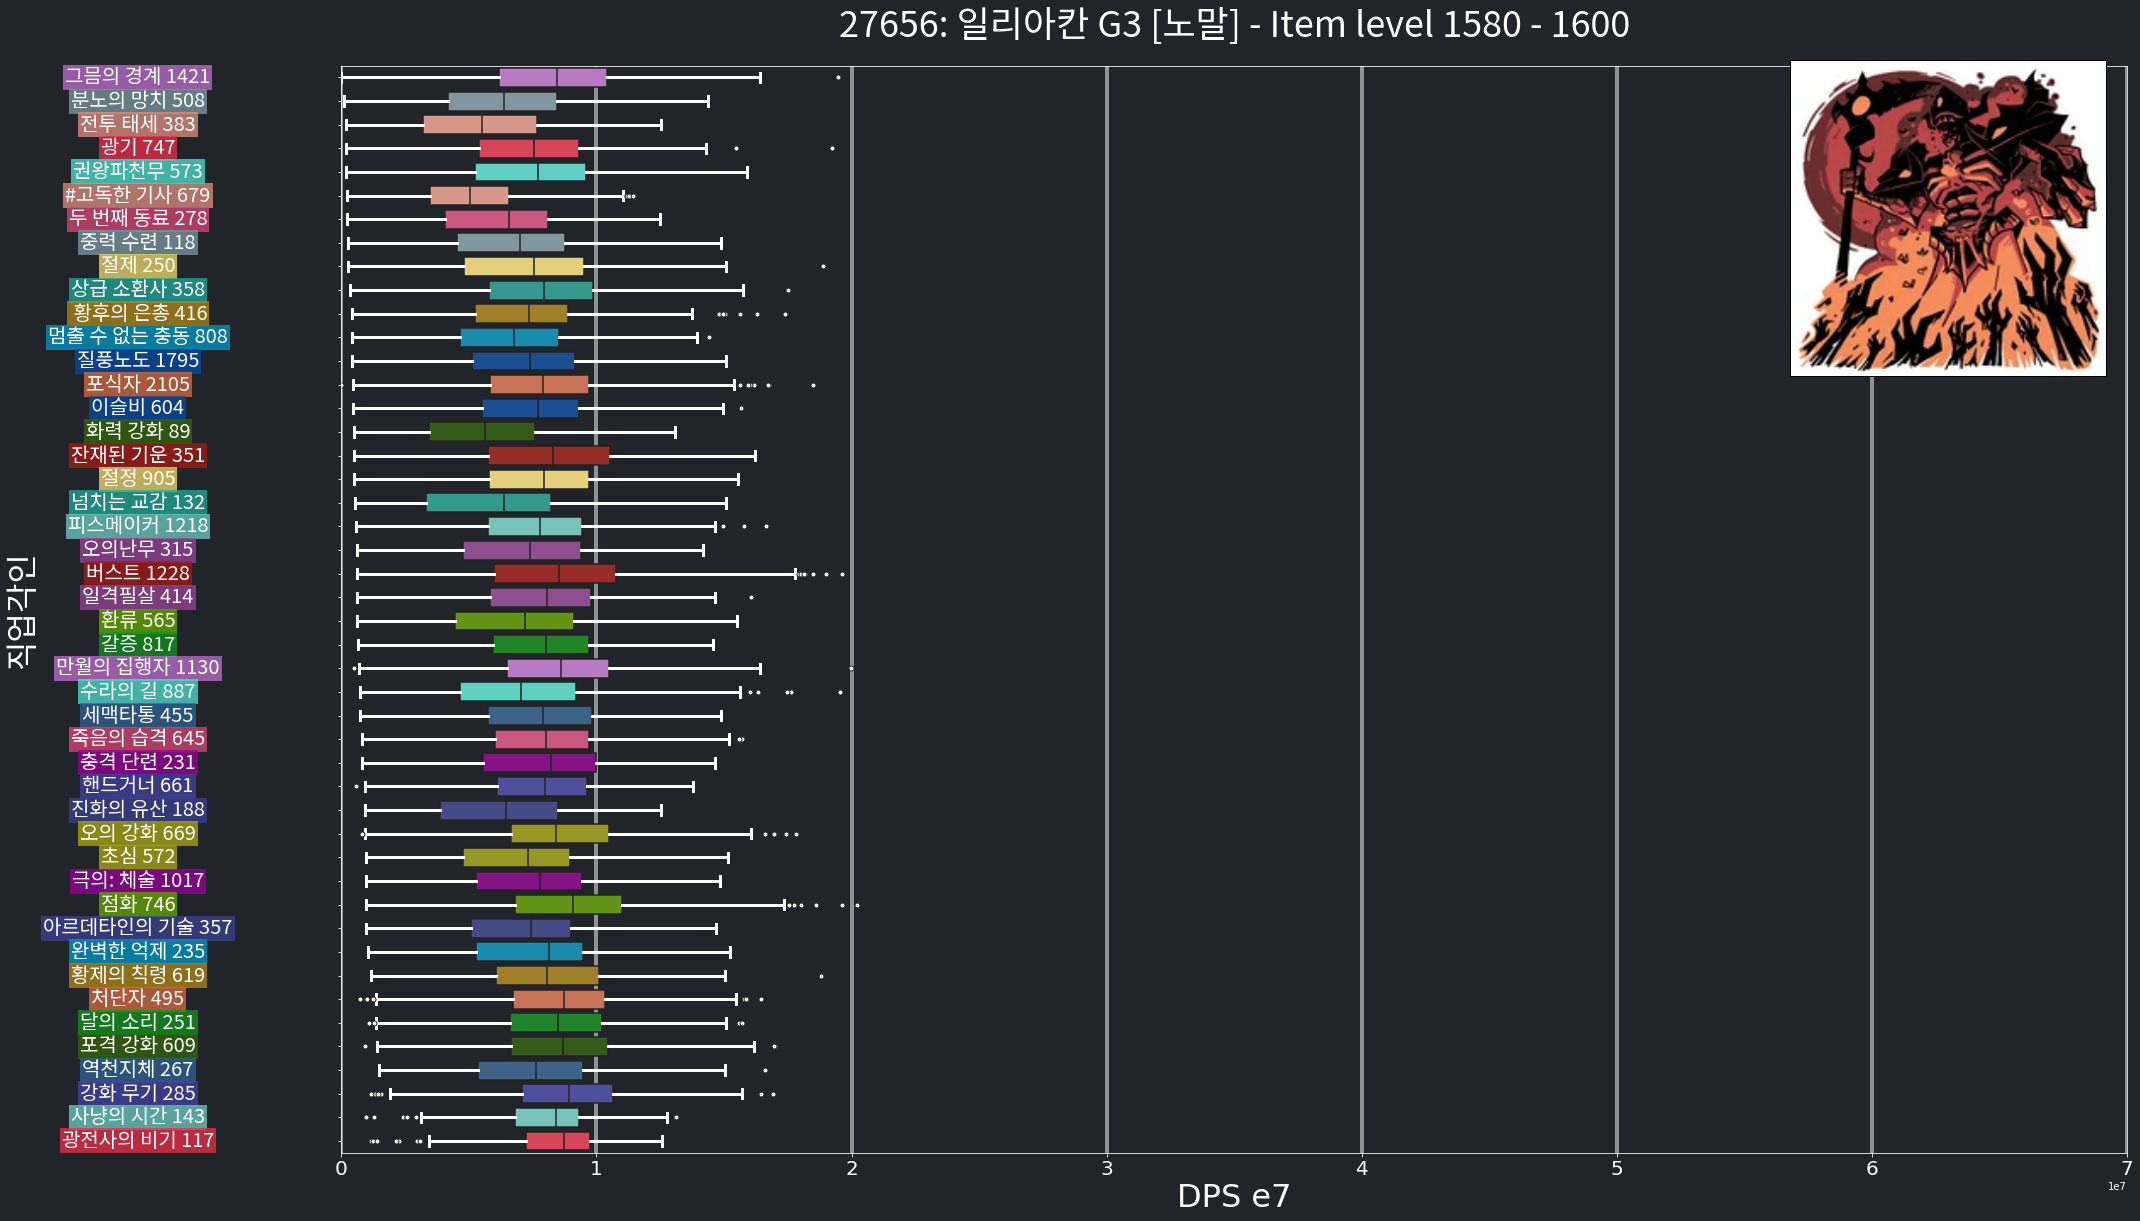 27656: 일리아칸 G3 [노말] - Item level 1580 - 1600
직업각인
그믐의 경계 1421
분노의 망치 508
전투 태세 383
광기 747
권왕파천무 573
#고독한 기사 679
두 번째 동료 278
중력 수련 118
절제 250
상급 소환사 358
황후의 은총 416
멈출 수 없는 충동 808
질풍노도 1795
포식자 2105
이슬비 604
화력 강화 89
잔재된 기운 351
절정 905
넘치는 교감 132
피스메이커 1218
오의난무 315
버스트 1228
일격필살 414
환류 565
갈증 817
만월의 집행자 1130
수라의 길 887
세맥타통 455
죽음의 습격 645
충격 단련 231
핸드거너 661
진화의 유산 188
오의 강화 669
초심 572
극의: 체술 1017
점화 746
아르데타인의 기술 357
완벽한 억제 235
황제의 칙령 619
처단자 495
달의 소리 251
포격 강화 609
역천지체 267
강화 무기 285
사냥의 시간 143
광전사의 비기 117
0 1 2 3 4 5 6 7
1e7
DPS e7